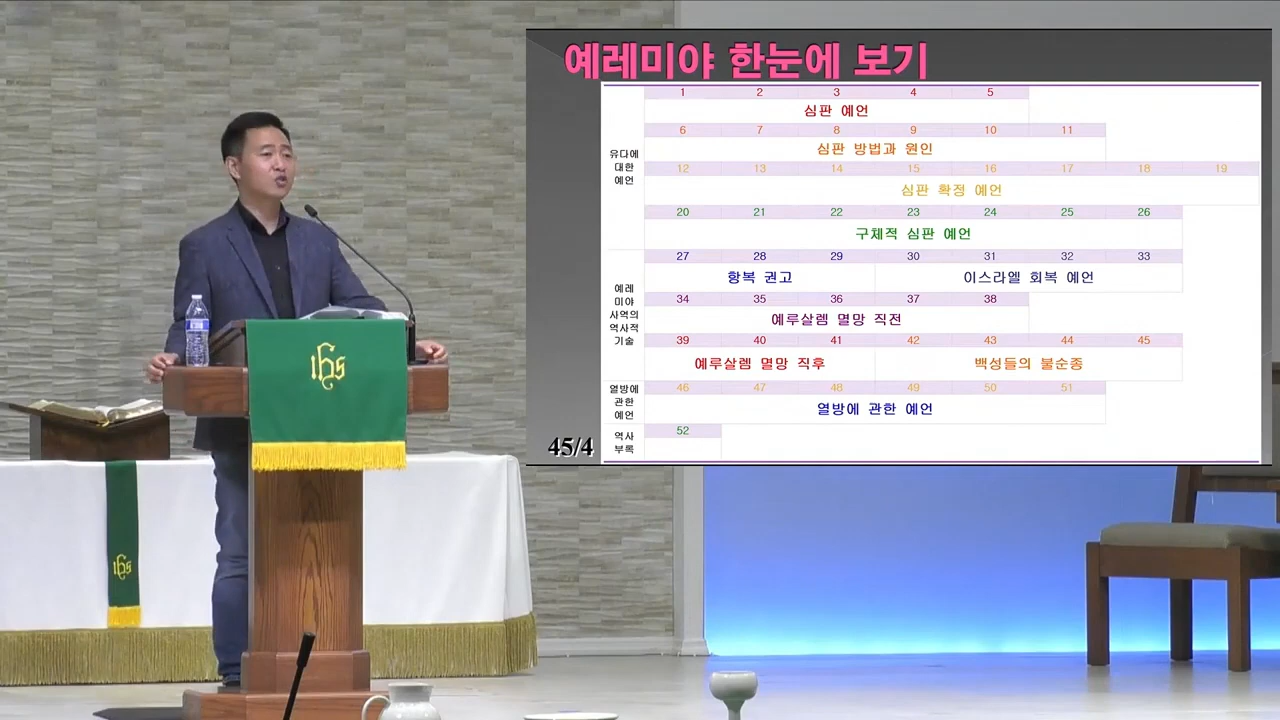 예레미야 한눈에 보기
1 2 3 4 5
심판 예언
6 7 8 9 10 11
심판 방법과 원인
유다에
대한
예언
12 13 14 15 16 17 18 19
심판 확정 예언
20 21 22 23 24 25 26
구체적 심판 예언
27 28 29 30 31 32 33
항복 권고 이스라엘 회복 예언
예레
미야
사역의
역사적
기술
34 35 36 37 38
예루살렘 멸망 직전
39 40 41 42 43 44 45
예루살렘 멸망 직후 백성들의 불순종
열방에
관한
예언
46 47 48 49 50 51
열방에 관한 예언
역사
부록
52
45/4
ihs
ihs